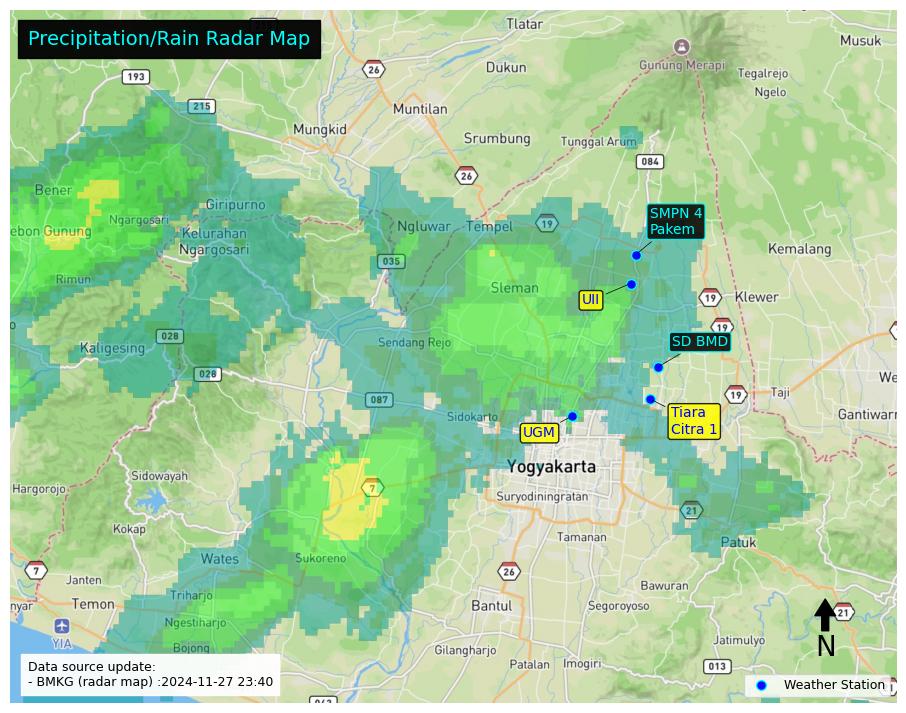 Precipitation/Rain Radar Map
Tlatar
Musuk
26
Dukun
Gunung Merapi
Tegalrejo
193
Ngelo
215
Muntilan
Mungkid
Srumbung
Tunggal Arum
084
26
Bener
Giripurno
SMPN 4
Pakem
Ngargosari
Ngluwar
Tempel
19
ebon Gunung
Kelurahan
Ngargosari
Kemalang
035
Rimun
UII
Sleman
19
Klewer
19
028
Sendang Rejo
SD BMD
Kaligesing
028
We
087
19
Taji
Sidokarto
Tiara
Citra 1
Gantiwarn
UGM
Yogyakarta
Sidowayah
Hargorojo
7
Suryodiningratan
Musuk
21
Kokap
Tamanan
Patuk
Wates
Sukoreno
7
26
Janten
Bawuran
Triharjo
nyar
Temon
Bantul
Segoroyoso
21
Ngestiharjo
YIA
Jatimulyo
N
Bojong
Gilangharjo
Data source update:
- BMKG (radar map) :2024-11-27 23:40
Patalan
Imogiri
013
Weather Station